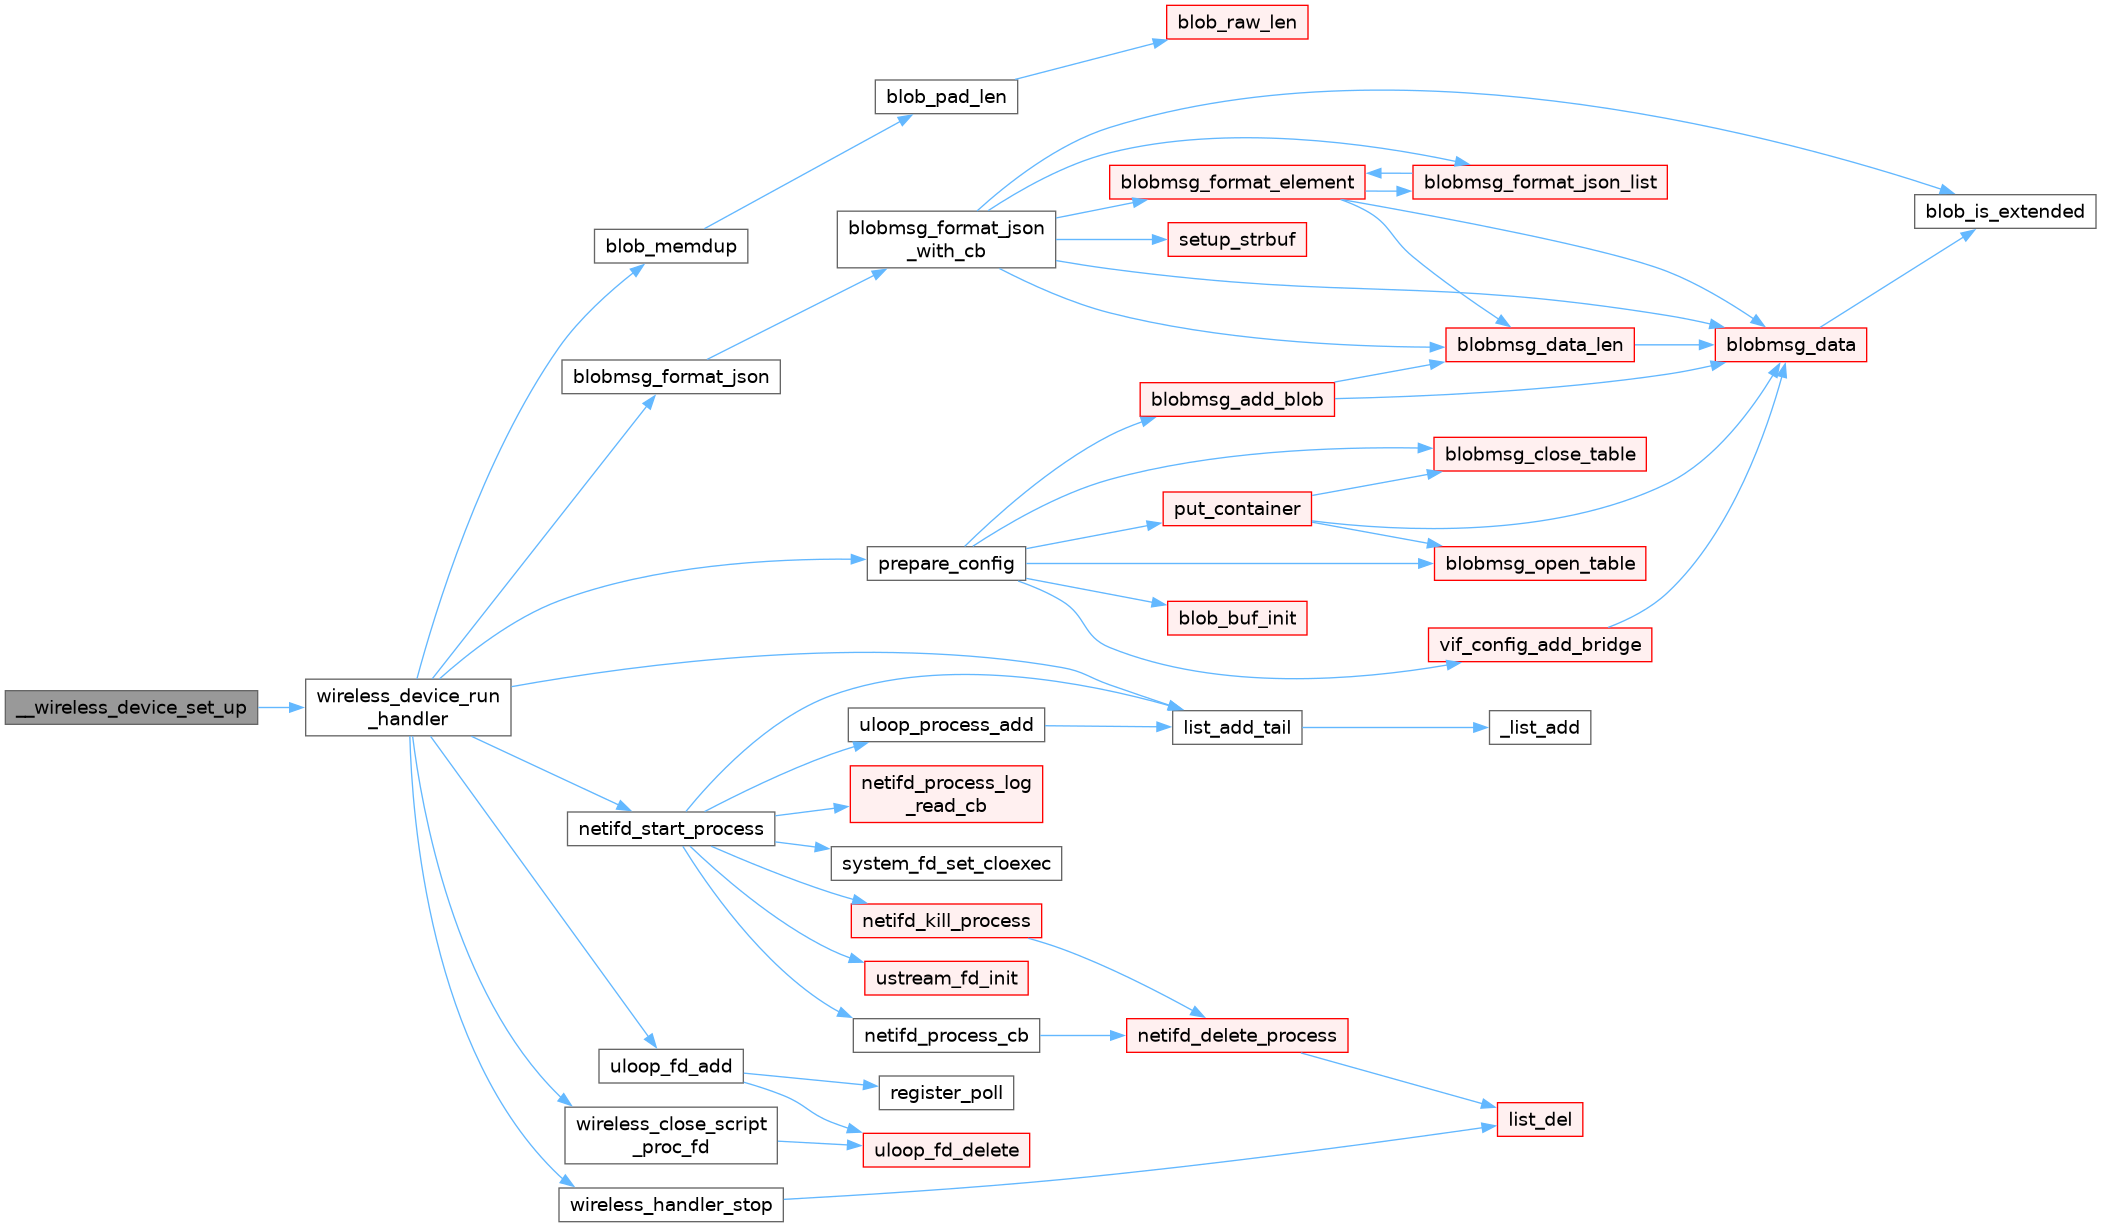 blob_raw_len
blob_pad_len
blobmsg_format_element
blobmsg_format_json_list
blob_is_extended
blobmsg_format_json
_with_cb
setup_strbuf
blob_memdup
blobmsg_data_len
blobmsg_data
blobmsg_format_json
blobmsg_add_blob
blobmsg_close_table
put_container
prepare_config
blobmsg_open_table
blob_buf_init
vif_config_add_bridge
__wireless_device_set_up
wireless_device_run
_handler
uloop_process_add
list_add_tail
_list_add
netifd_process_log
_read_cb
netifd_start_process
system_fd_set_cloexec
netifd_kill_process
ustream_fd_init
netifd_process_cb
netifd_delete_process
uloop_fd_add
register_poll
wireless_close_script
_proc_fd
list_del
uloop_fd_delete
wireless_handler_stop